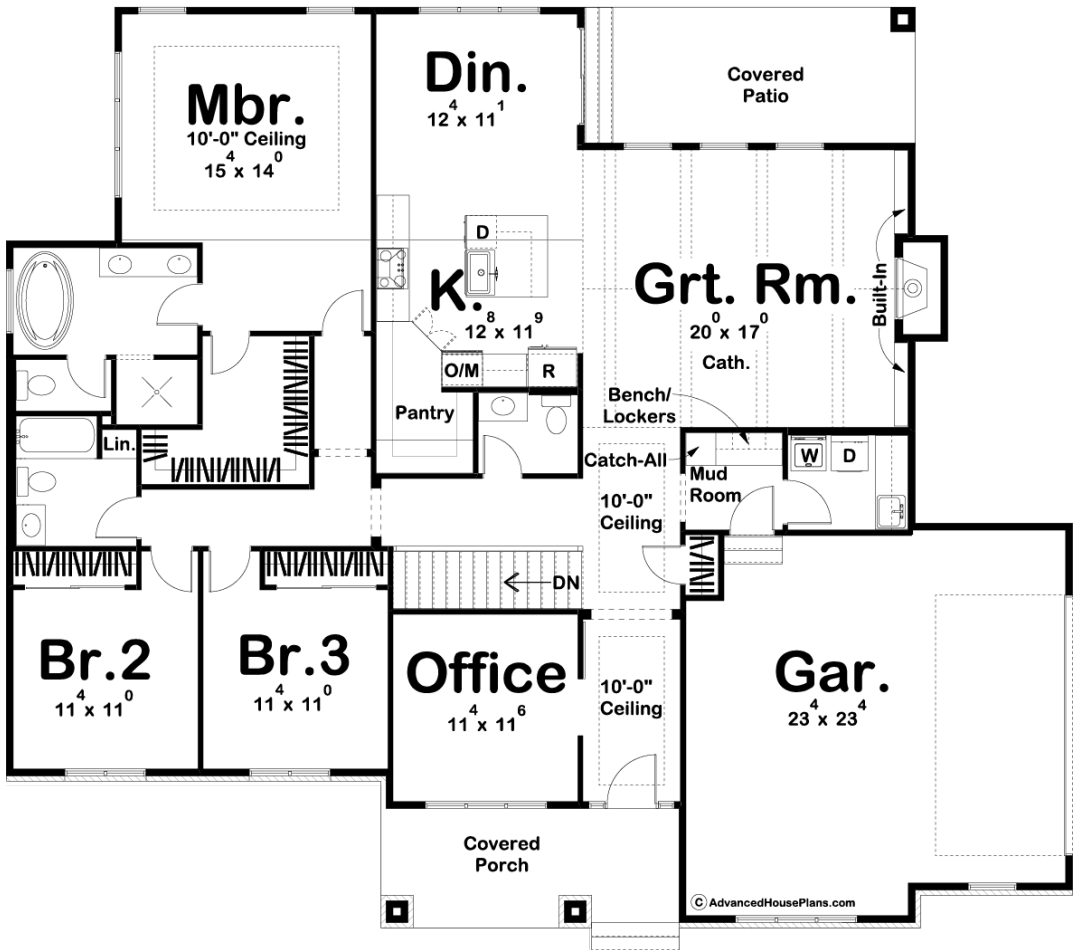 Mbr.
10'-0" Ceiling
15⁴ x 14⁰
Din.
12⁴ x 11¹
Covered
Patio
D
K.
12⁸ x 11⁹
O/M
R
Pantry
Grt. Rm.
20⁰ x 17⁰
Cath.
Built-In
Bench/
Lockers
Catch-All
Mud
Room
W
D
Lin.
10'-0"
Ceiling
DN
Br.2
11⁴ x 11⁰
Br.3
11⁴ x 11⁰
Office
11⁴ x 11⁶
10'-0"
Ceiling
Gar.
23⁴ x 23⁴
Covered
Porch
© AdvancedHousePlans.com